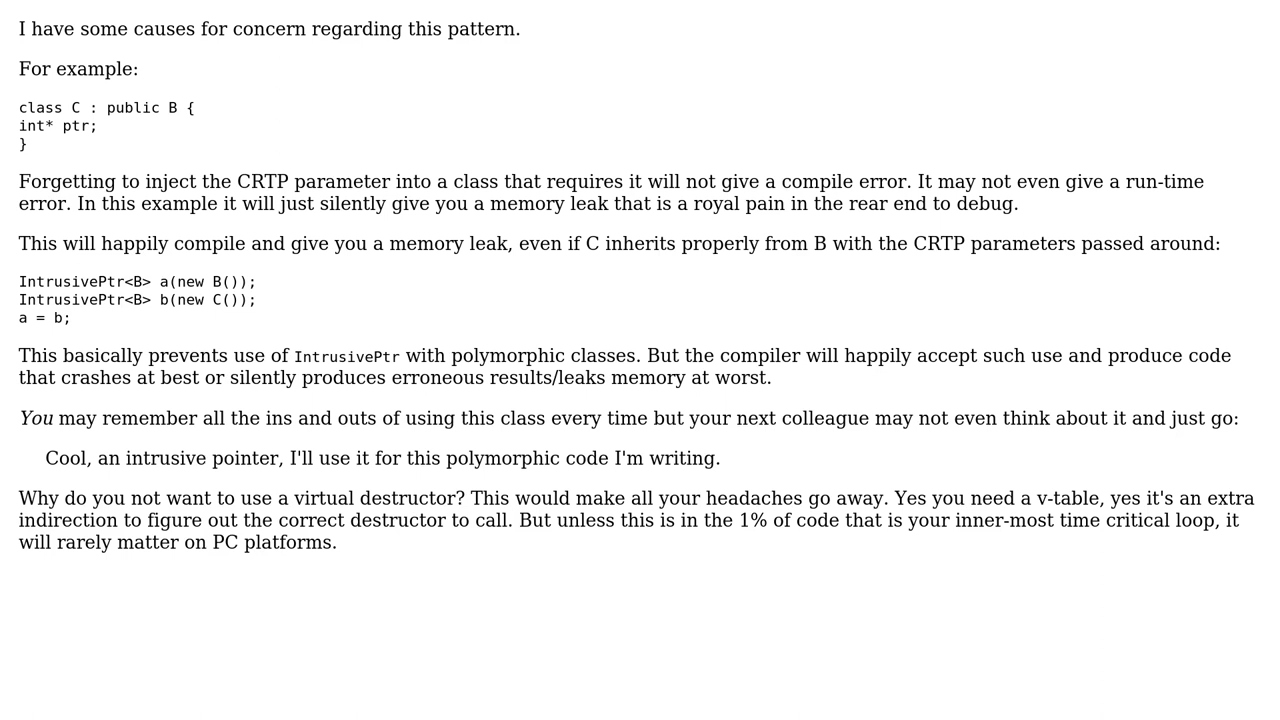 I have some causes for concern regarding this pattern.
For example:
class C : public B {
int* ptr;
}
Forgetting to inject the CRTP parameter into a class that requires it will not give a compile error. It may not even give a run-time
error. In this example it will just silently give you a memory leak that is a royal pain in the rear end to debug.
This will happily compile and give you a memory leak, even if C inherits properly from B with the CRTP parameters passed around:
IntrusivePtr<B> a(new B());
IntrusivePtr<B> b(new C());
a = b;
This basically prevents use of IntrusivePtr with polymorphic classes. But the compiler will happily accept such use and produce code
that crashes at best or silently produces erroneous results/leaks memory at worst.
You may remember all the ins and outs of using this class every time but your next colleague may not even think about it and just go:
Cool, an intrusive pointer, I'll use it for this polymorphic code I'm writing.
Why do you not want to use a virtual destructor? This would make all your headaches go away. Yes you need a v-table, yes it's an extra
indirection to figure out the correct destructor to call. But unless this is in the 1% of code that is your inner-most time critical loop, it
will rarely matter on PC platforms.